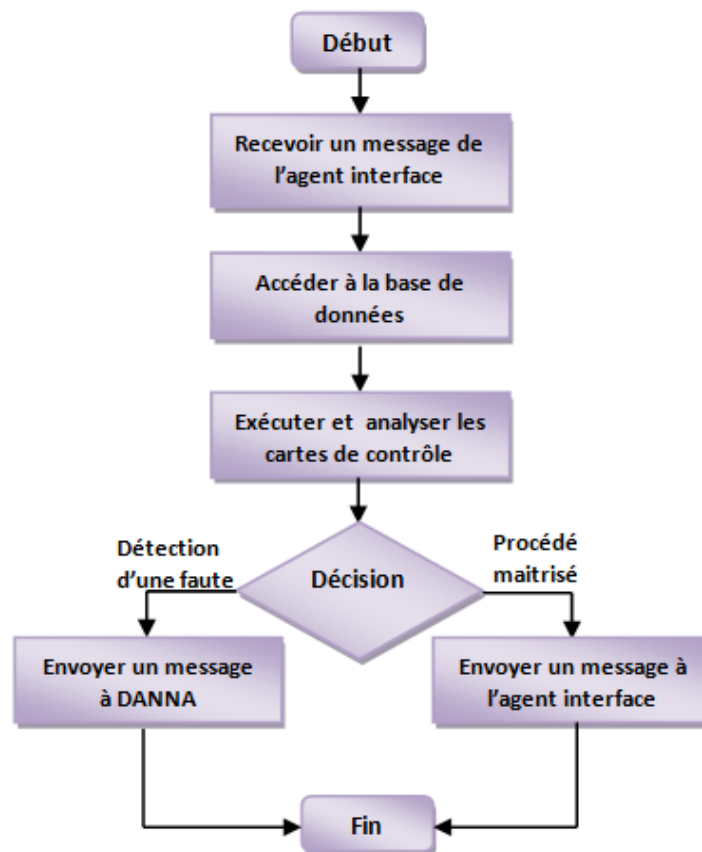 Début
Recevoir un message de
l'agent interface
Accéder à la base de
données
Exécuter et analyser les
cartes de contrôle
Détection
d'une faute
Décision
Procédé
maitrisé
Envoyer un message
à DANNA
Envoyer un message à
l'agent interface
Fin